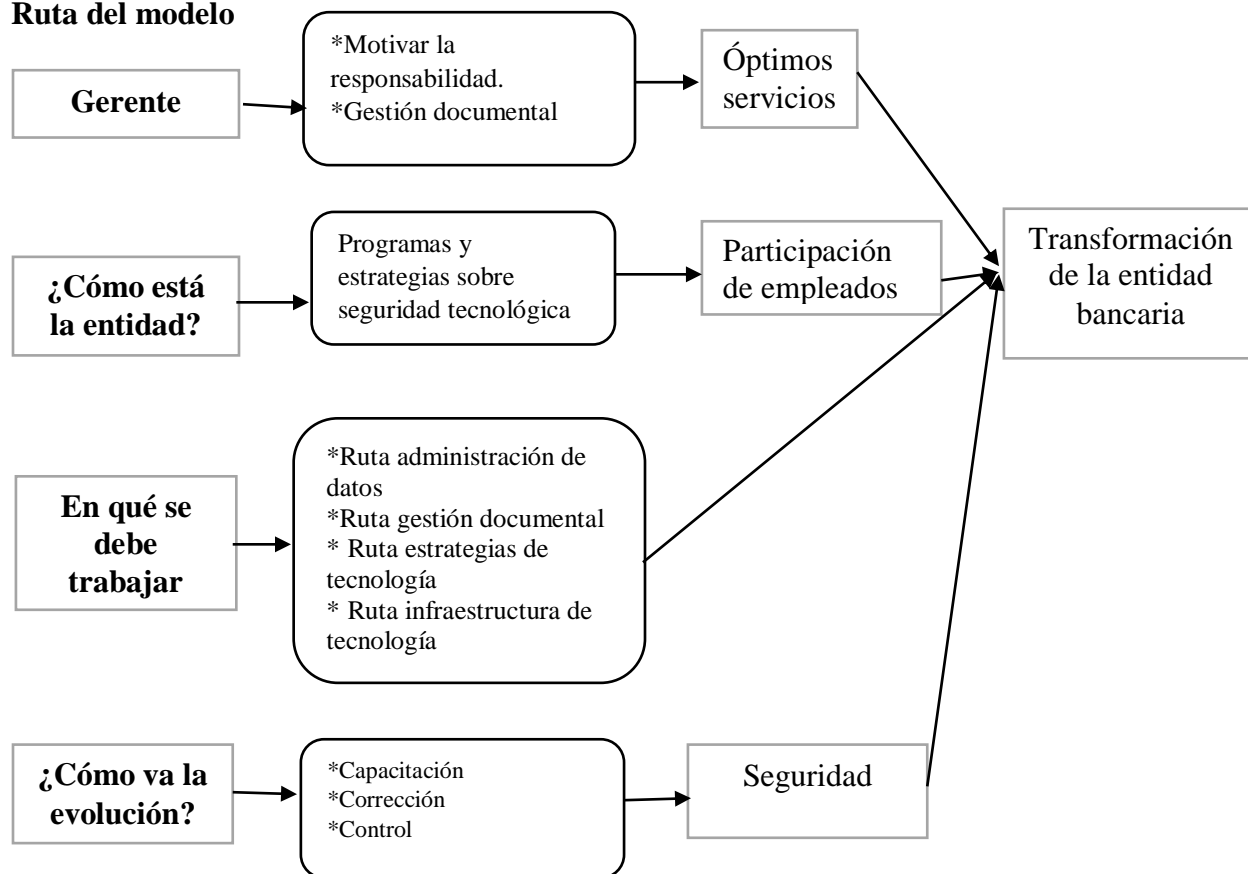 Ruta del modelo
Gerente
*Motivar la
responsabilidad.
*Gestión documental
Óptimos
servicios
¿Cómo está
la entidad?
Programas y
estrategias sobre
seguridad tecnológica
Participación
de empleados
Transformación
de la entidad
bancaria
En qué se
debe
trabajar
*Ruta administración de
datos
*Ruta gestión documental
* Ruta estrategias de
tecnología
* Ruta infraestructura de
tecnología
¿Cómo va la
evolución?
*Capacitación
*Corrección
*Control
Seguridad